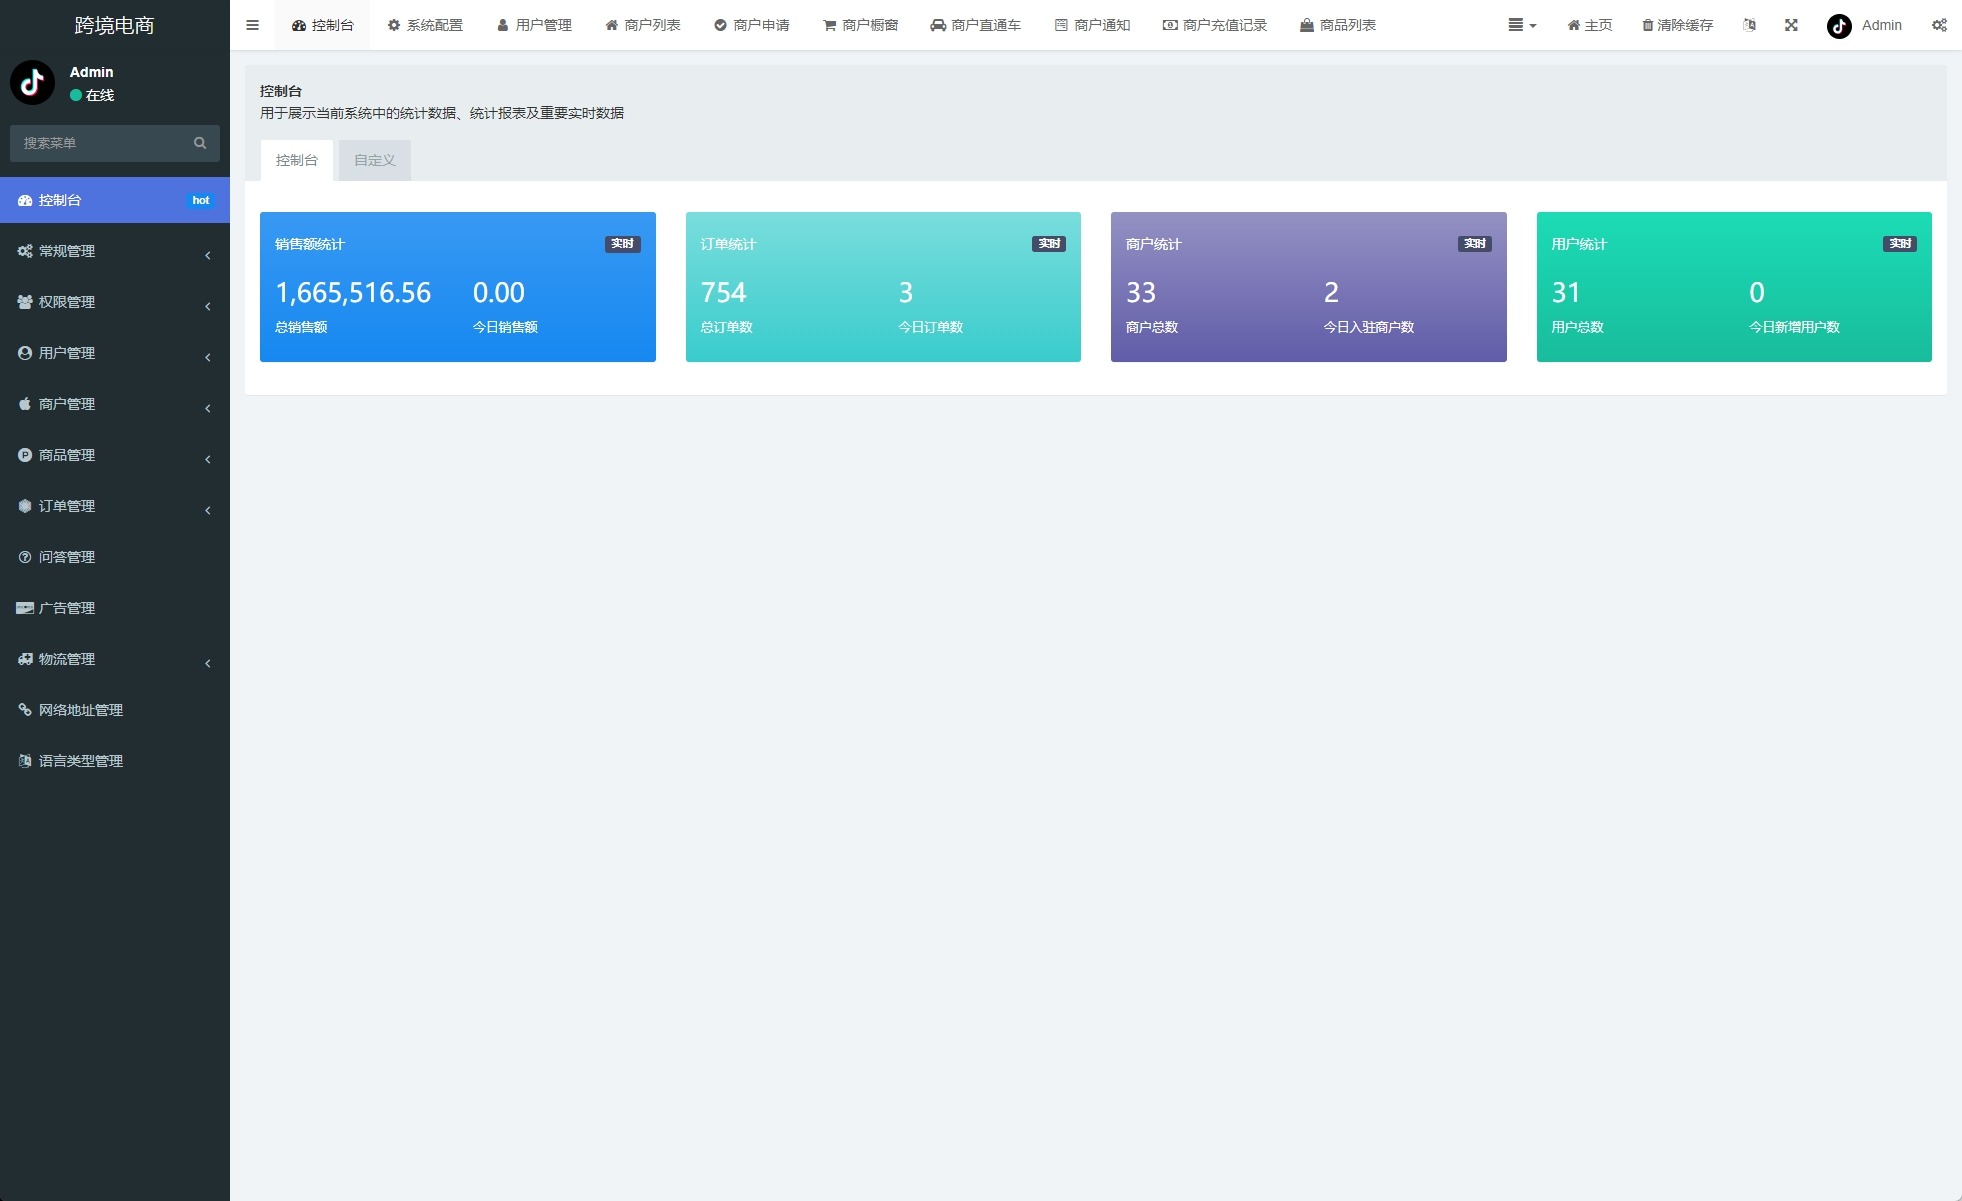 跨境电商
Admin
在线
搜索菜单
控制台 hot
常规管理
权限管理
用户管理
商户管理
商品管理
订单管理
问答管理
广告管理
物流管理
网络地址管理
语言类型管理
控制台 系统配置 用户管理 商户列表 商户申请 商户橱窗 商户直通车 商户通知 商户充值记录 商品列表 主页 清除缓存 Admin
控制台
用于展示当前系统中的统计数据、统计报表及重要实时数据
控制台 自定义
销售额统计 实时
1,665,516.56 0.00
总销售额 今日销售额
订单统计 实时
754 3
总订单数 今日订单数
商户统计 实时
33 2
商户总数 今日入驻商户数
用户统计 实时
31 0
用户总数 今日新增用户数